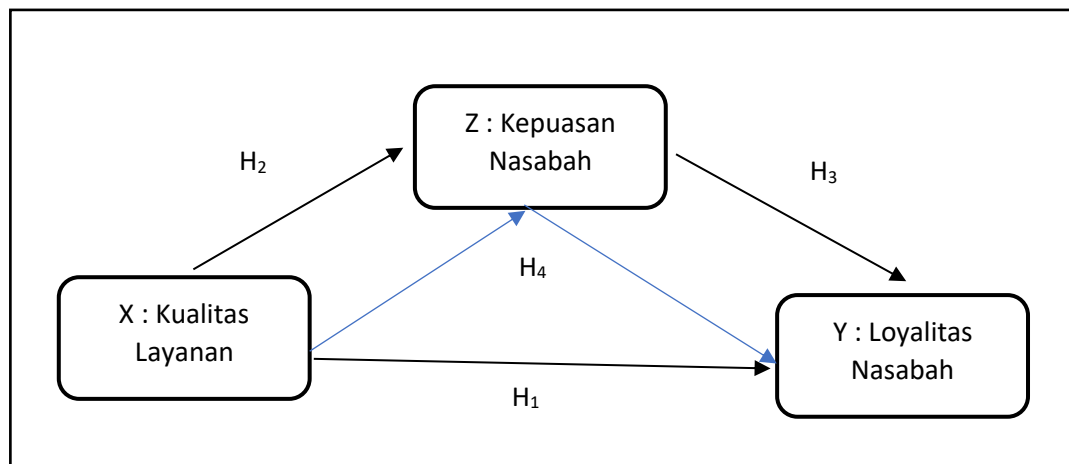 Z : Kepuasan
Nasabah
H₂
H₃
H₄
X : Kualitas
Layanan
Y : Loyalitas
Nasabah
H₁